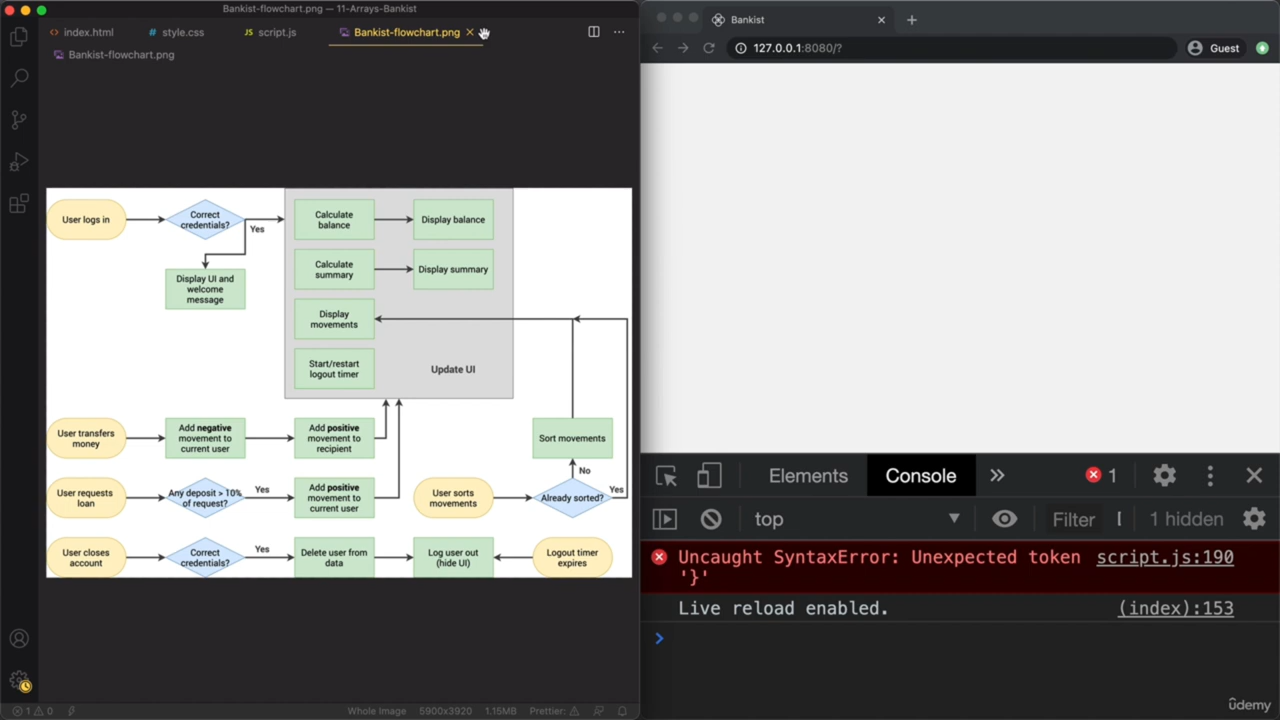 Bankist-flowchart.png — 11-Arrays-Bankist
index.html
style.css
script.js
Bankist-flowchart.png
Bankist-flowchart.png
User logs in
Correct
credentials?
Yes
Display UI and
welcome
message
Calculate
balance
Display balance
Calculate
summary
Display summary
Display
movements
Start/restart
logout timer
Update UI
User transfers
money
Add negative
movement to
current user
Add positive
movement to
recipient
Sort movements
No
User requests
loan
Any deposit > 10%
of request?
Yes
Add positive
movement to
current user
User sorts
movements
Already sorted?
Yes
User closes
account
Correct
credentials?
Yes
Delete user from
data
Log user out
(hide UI)
Logout timer
expires
1 0
Whole Image 5900x3920 1.15MB Prettier:
Bankist
127.0.0.1:8080/?
Guest
Elements Console 1
top Filter 1 hidden
Uncaught SyntaxError: Unexpected token script.js:190
'}'
Live reload enabled. (index):153
ûdemy